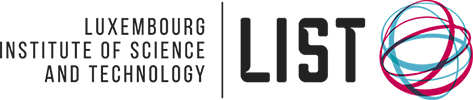 LUXEMBOURG
INSTITUTE OF SCIENCE
AND TECHNOLOGY
LIST